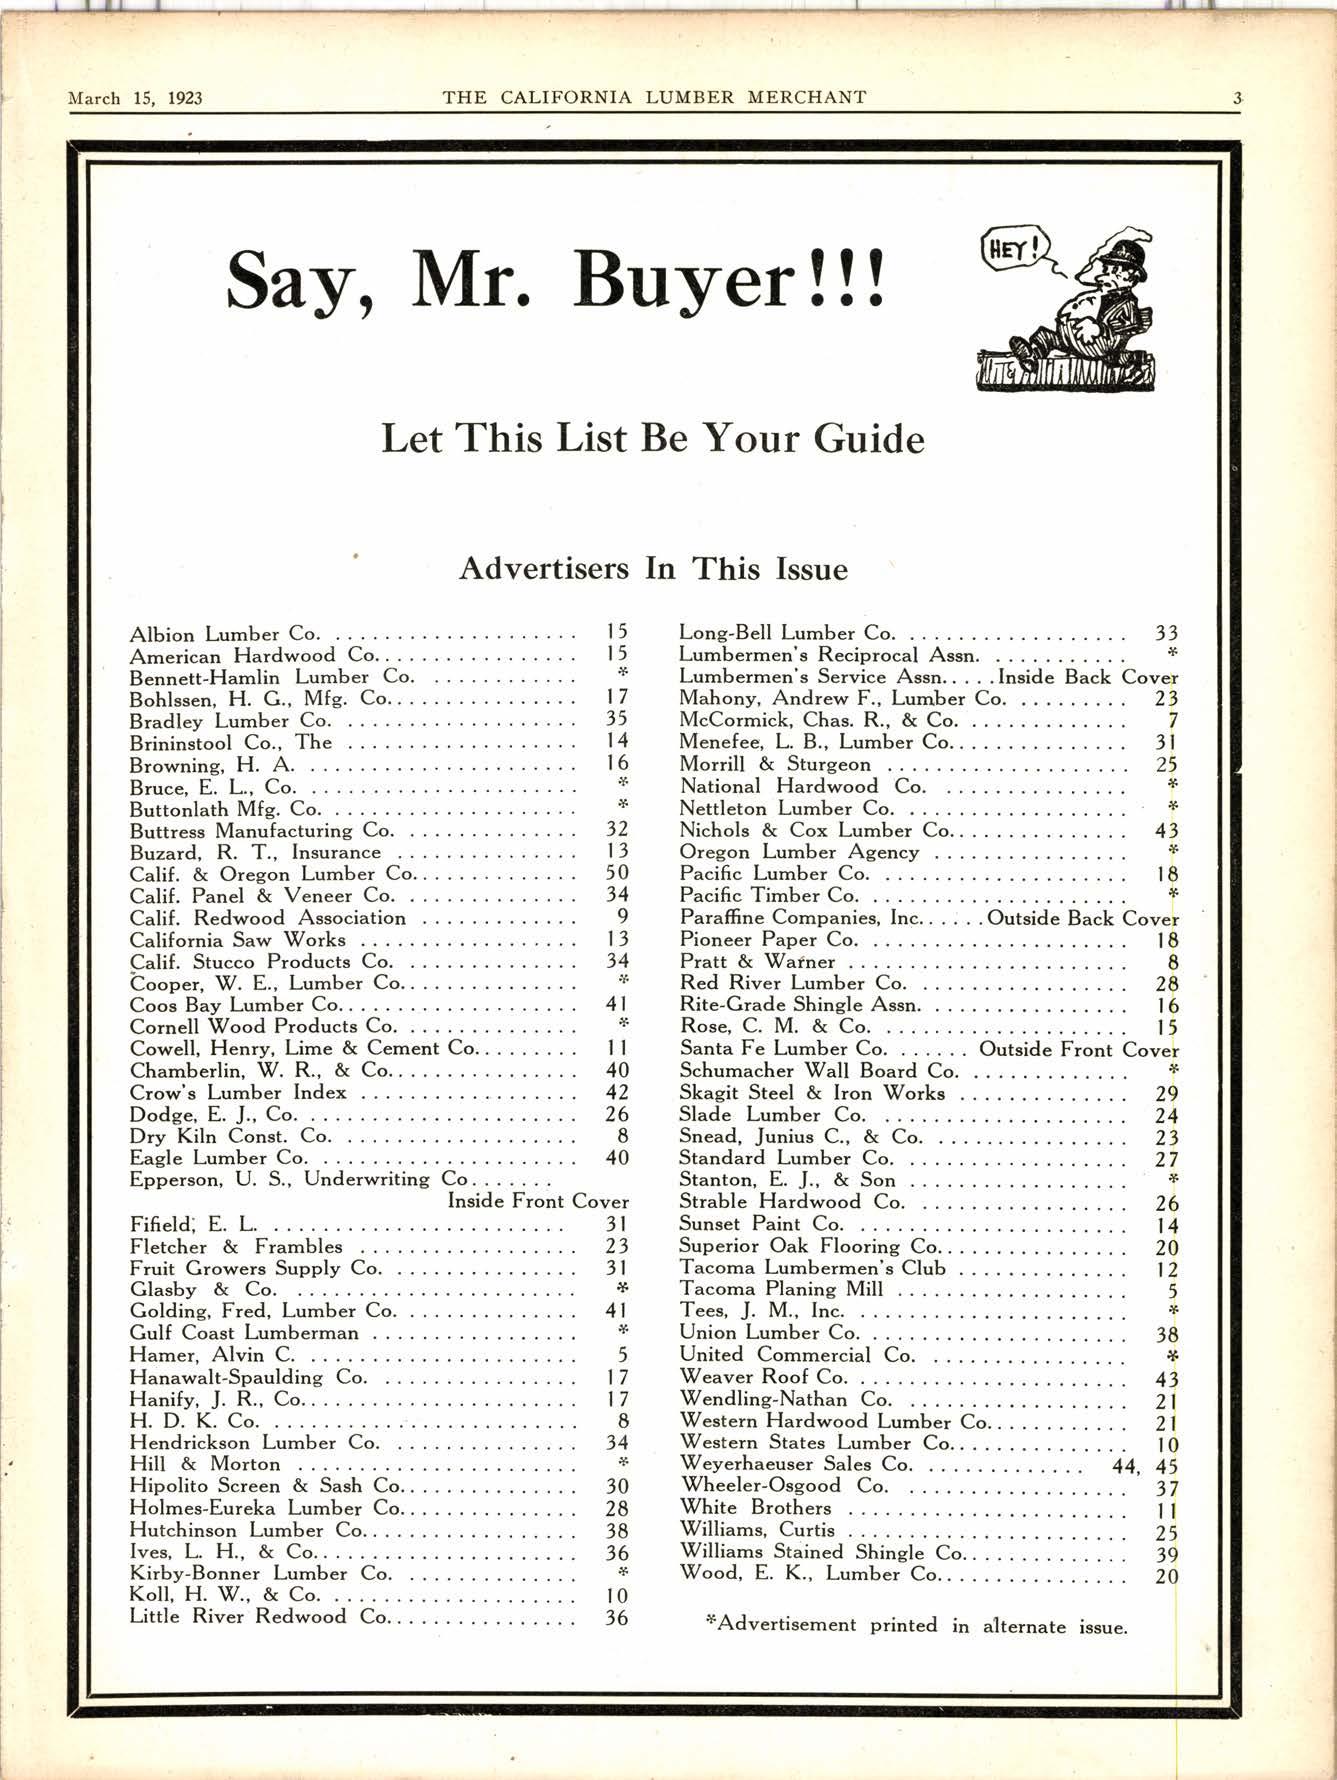 March 15, 1923 THE CALIFORNIA LUMBER MERCHANT 3
Say, Mr. Buyer!!!
HEY!
Let This List Be Your Guide
Advertisers In This Issue
Albion Lumber Co. .................... 15
American Hardwood Co.................. 15
Bennett-Hamlin Lumber Co. ............ *
Bohlssen, H. G., Mfg. Co................ 17
Bradley Lumber Co. ................... 35
Brininstool Co., The ................... 14
Browning, H. A. ...................... 16
Bruce, E. L., Co. ....................... *
Buttonlath Mfg. Co. .................... *
Buttress Manufacturing Co. .............. 32
Buzard, R. T., Insurance ............... 13
Calif. & Oregon Lumber Co.............. 50
Calif. Panel & Veneer Co. ............... 34
Calif. Redwood Association ............. 9
California Saw Works .................. 13
Calif. Stucco Products Co. .............. 34
Cooper, W. E., Lumber Co............... *
Coos Bay Lumber Co.................... 41
Cornell Wood Products Co. .............. *
Cowell, Henry, Lime & Cement Co......... 11
Chamberlin, W. R., & Co................ 40
Crow's Lumber Index .................. 42
Dodge, E. J., Co. ...................... 26
Dry Kiln Const. Co. ................... 8
Eagle Lumber Co. ..................... 40
Epperson, U. S., Underwriting Co.......
Inside Front Cover
Fifield, E. L. ........................ 31
Fletcher & Frambles .................. 23
Fruit Growers Supply Co. ............... 31
Glasby & Co. ....................... *
Golding, Fred, Lumber Co. .............. 41
Gulf Coast Lumberman ................. *
Hamer, Alvin C. ...................... 5
Hanawalt-Spaulding Co. ................ 17
Hanify, J. R., Co....................... 17
H. D. K. Co. ......................... 8
Hendrickson Lumber Co. ............... 34
Hill & Morton ....................... *
Hipolito Screen & Sash Co............... 30
Holmes-Eureka Lumber Co............... 28
Hutchinson Lumber Co.................. 38
Ives, L. H., & Co...................... 36
Kirby-Bonner Lumber Co. .............. *
Koll, H. W., & Co. .................... 10
Little River Redwood Co................ 36
Long-Bell Lumber Co. .................. 33
Lumbermen's Reciprocal Assn. ........... *
Lumbermen's Service Assn.....Inside Back Cover
Mahony, Andrew F., Lumber Co. ......... 23
McCormick, Chas. R., & Co. ............. 7
Menefee, L. B., Lumber Co............... 31
Morrill & Sturgeon .................... 25
National Hardwood Co. ............... *
Nettleton Lumber Co. .................. *
Nichols & Cox Lumber Co............... 43
Oregon Lumber Agency ................ *
Pacific Lumber Co. .................... 18
Pacific Timber Co. ..................... *
Paraffine Companies, Inc......Outside Back Cover
Pioneer Paper Co. ..................... 18
Pratt & Warner ....................... 8
Red River Lumber Co. .................. 28
Rite-Grade Shingle Assn. ................ 16
Rose, C. M. & Co. .................... 15
Santa Fe Lumber Co. ...... Outside Front Cover
Schumacher Wall Board Co. ............. *
Skagit Steel & Iron Works ............... 29
Slade Lumber Co. .................... 24
Snead, Junius C., & Co. ................ 23
Standard Lumber Co. .................. 27
Stanton, E. J., & Son .................. *
Strable Hardwood Co. .................. 26
Sunset Paint Co. ...................... 14
Superior Oak Flooring Co................ 20
Tacoma Lumbermen's Club .............. 12
Tacoma Planing Mill ................... 5
Tees, J. M., Inc. ...................... *
Union Lumber Co. ..................... 38
United Commercial Co. ................ *
Weaver Roof Co. ....................... 43
Wendling-Nathan Co. .................. 21
Western Hardwood Lumber Co............ 21
Western States Lumber Co............... 10
Weyerhaeuser Sales Co. ............. 44, 45
Wheeler-Osgood Co. .................. 37
White Brothers ....................... 11
Williams, Curtis ....................... 25
Williams Stained Shingle Co.............. 39
Wood, E. K., Lumber Co................ 20
*Advertisement printed in alternate issue.